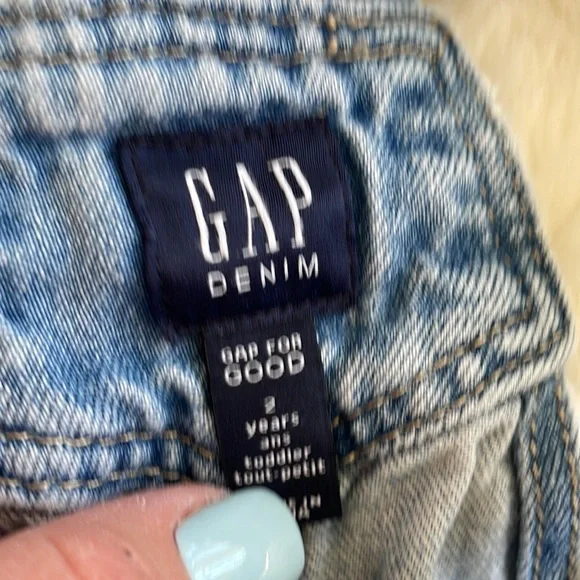 GAP
DENIM
GAP FOR
GOOD
2
years
ans
toddler
tout-petit